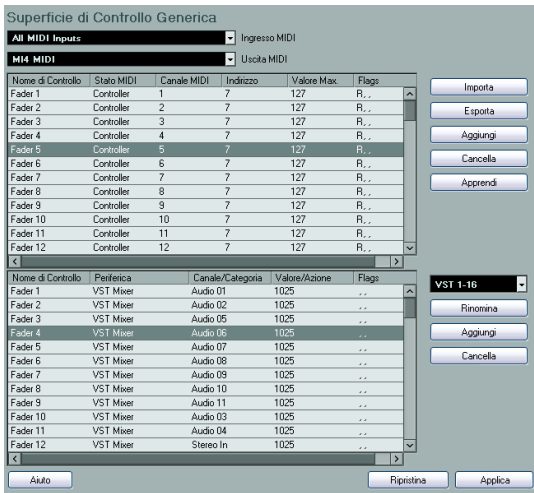 Superficie di Controllo Generica
All MIDI Inputs Ingresso MIDI
MI4 MIDI Uscita MIDI
Nome di Controllo Stato MIDI Canale MIDI Indirizzo Valore Max. Flags
Fader 1 Controller 1 7 127 R, ,
Fader 2 Controller 2 7 127 R, ,
Fader 3 Controller 3 7 127 R, ,
Fader 4 Controller 4 7 127 R, ,
Fader 5 Controller 5 7 127 R, ,
Fader 6 Controller 6 7 127 R, ,
Fader 7 Controller 7 7 127 R, ,
Fader 8 Controller 8 7 127 R, ,
Fader 9 Controller 9 7 127 R, ,
Fader 10 Controller 10 7 127 R, ,
Fader 11 Controller 11 7 127 R, ,
Fader 12 Controller 12 7 127 R, ,
Importa
Esporta
Aggiungi
Cancella
Apprendi
Nome di Controllo Periferica Canale/Categoria Valore/Azione Flags
Fader 1 VST Mixer Audio 01 1025 , ,
Fader 2 VST Mixer Audio 02 1025 , ,
Fader 3 VST Mixer Audio 05 1025 , ,
Fader 4 VST Mixer Audio 06 1025 , ,
Fader 5 VST Mixer Audio 07 1025 , ,
Fader 6 VST Mixer Audio 08 1025 , ,
Fader 7 VST Mixer Audio 09 1025 , ,
Fader 8 VST Mixer Audio 10 1025 , ,
Fader 9 VST Mixer Audio 11 1025 , ,
Fader 10 VST Mixer Audio 03 1025 , ,
Fader 11 VST Mixer Audio 04 1025 , ,
Fader 12 VST Mixer Stereo In 1025 , ,
VST 1-16
Rinomina
Aggiungi
Cancella
Aiuto Ripristina Applica